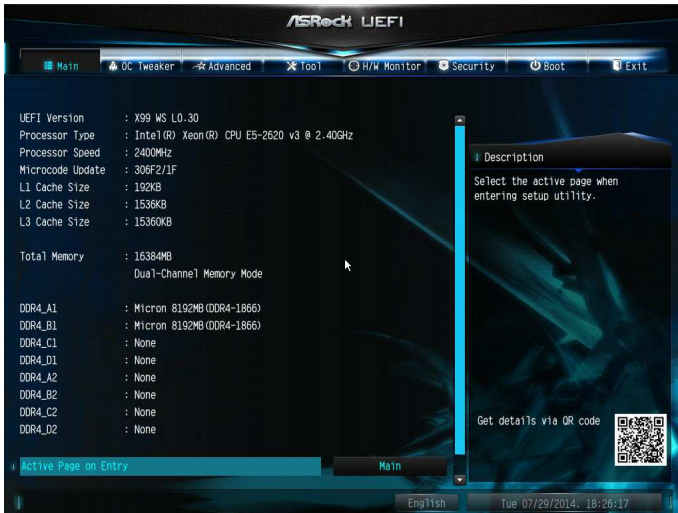 ASRock UEFI
Main OC Tweaker Advanced Tool H/W Monitor Security Boot Exit
UEFI Version : X99 WS L0.30
Processor Type : Intel(R) Xeon(R) CPU E5-2620 v3 @ 2.40GHz
Processor Speed : 2400MHz
Microcode Update : 306F2/1F
L1 Cache Size : 192KB
L2 Cache Size : 1536KB
L3 Cache Size : 15360KB
Total Memory : 16384MB
Dual-Channel Memory Mode
DDR4_A1 : Micron 8192MB(DDR4-1866)
DDR4_B1 : Micron 8192MB(DDR4-1866)
DDR4_C1 : None
DDR4_D1 : None
DDR4_A2 : None
DDR4_B2 : None
DDR4_C2 : None
DDR4_D2 : None
Active Page on Entry Main
Description
Select the active page when
entering setup utility.
Get details via QR code
English Tue 07/29/2014, 18:26:17